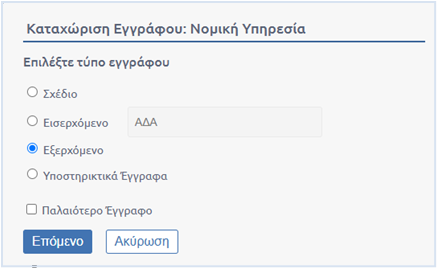 Καταχώριση Εγγράφου: Νομική Υπηρεσία
Επιλέξτε τύπο εγγράφου
Σχέδιο
Εισερχόμενο ΑΔΑ
Εξερχόμενο
Υποστηρικτικά Έγγραφα
Παλαιότερο Έγγραφο
Επόμενο Ακύρωση